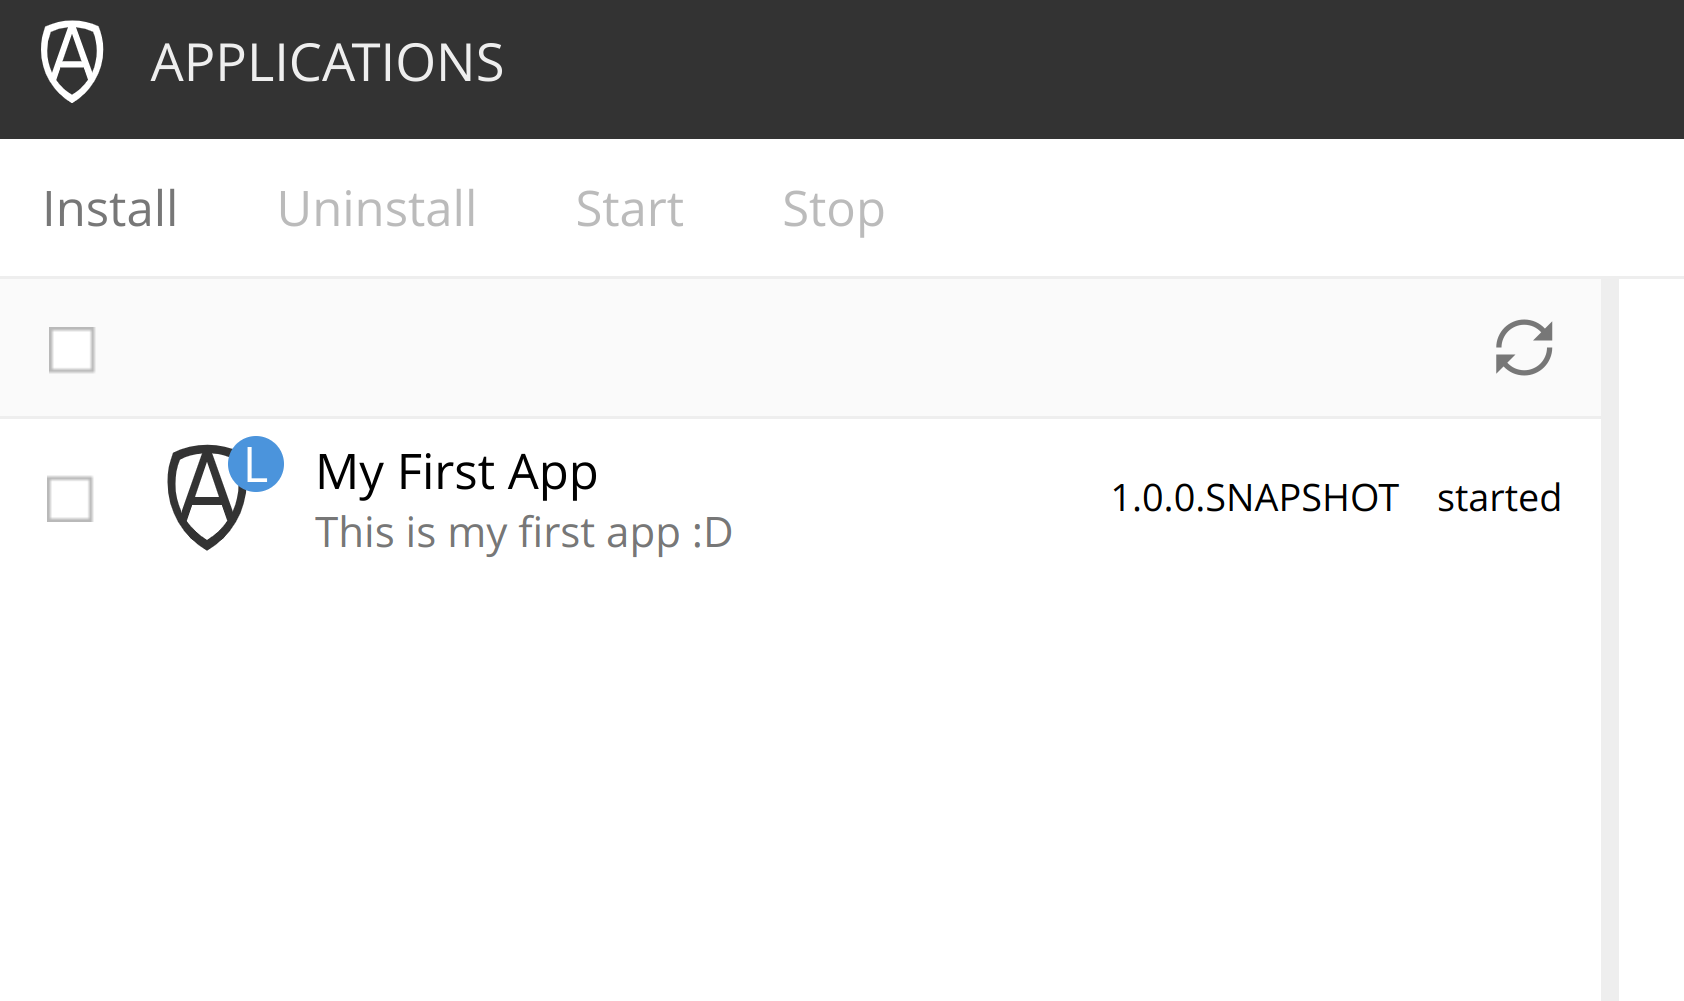 APPLICATIONS
Install Uninstall Start Stop
L
My First App
This is my first app :D
1.0.0.SNAPSHOT started